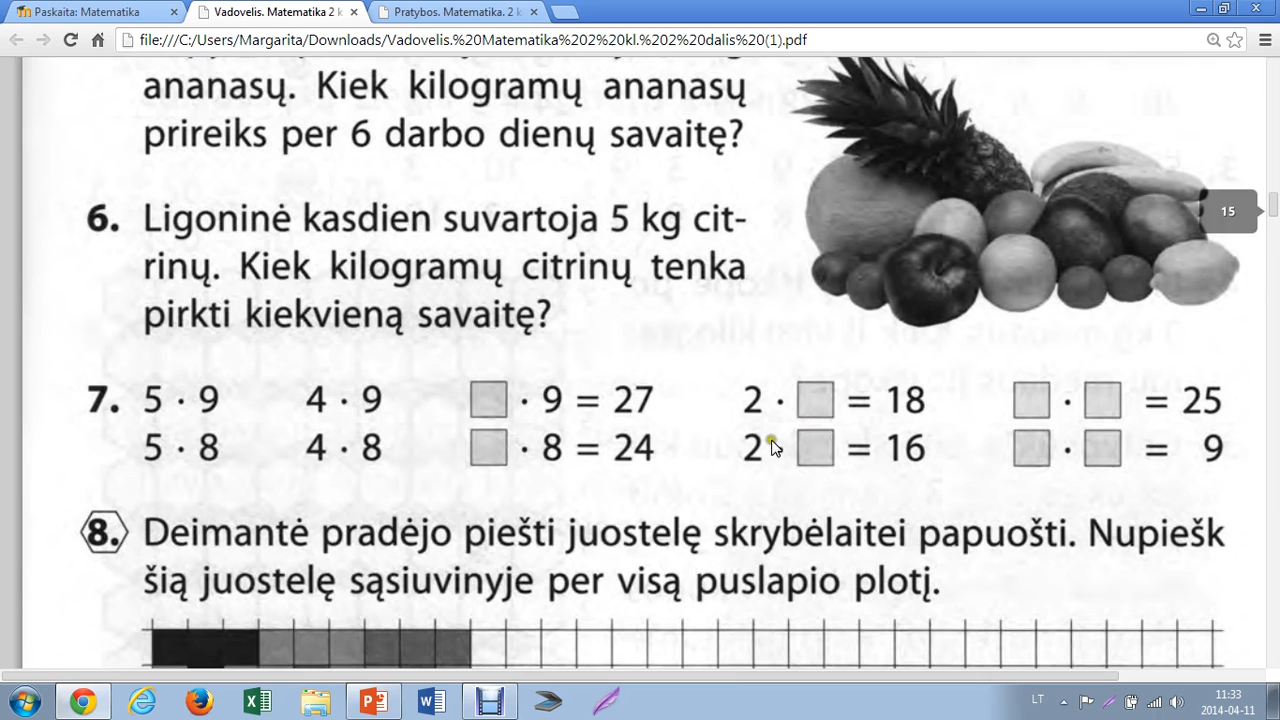 Paskaita: Matematika
Vadovelis. Matematika 2 k
Pratybos. Matematika. 2 k
file:///C:/Users/Margarita/Downloads/Vadovelis.%20Matematika%202%20kl.%202%20dalis%20(1).pdf
ananasų. Kiek kilogramų ananasų
prireiks per 6 darbo dienų savaitę?
15
6. Ligoninė kasdien suvartoja 5 kg cit-
rinų. Kiek kilogramų citrinų tenka
pirkti kiekvieną savaitę?
7. 5 · 9 4 · 9 □ · 9 = 27 2 · □ = 18 □ · □ = 25
5 · 8 4 · 8 □ · 8 = 24 2 · □ = 16 □ · □ = 9
8. Deimantė pradėjo piešti juostelę skrybėlaitei papuošti. Nupiešk
šią juostelę sąsiuvinyje per visą puslapio plotį.
LT
11:33
2014-04-11